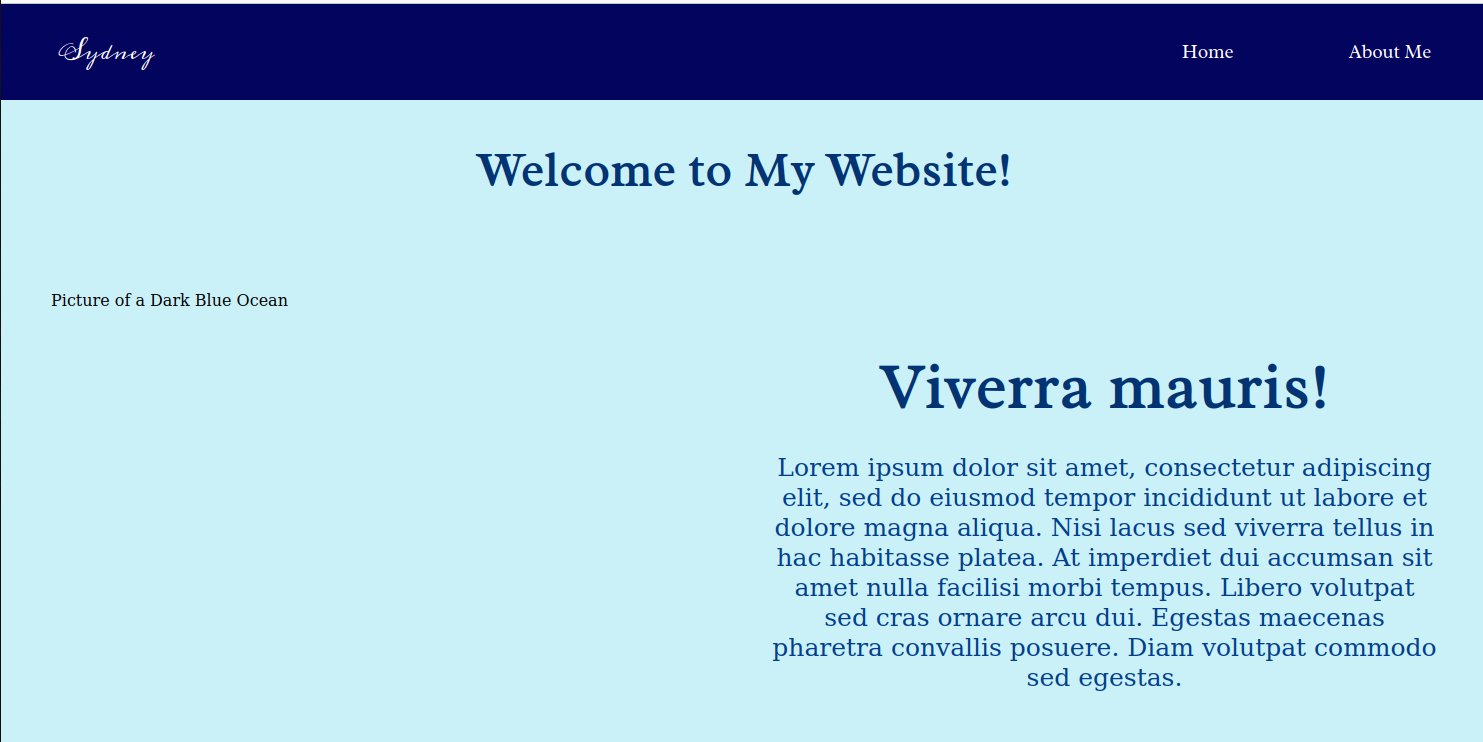 Sydney
Home
About Me
Welcome to My Website!
Picture of a Dark Blue Ocean
Viverra mauris!
Lorem ipsum dolor sit amet, consectetur adipiscing
elit, sed do eiusmod tempor incididunt ut labore et
dolore magna aliqua. Nisi lacus sed viverra tellus in
hac habitasse platea. At imperdiet dui accumsan sit
amet nulla facilisi morbi tempus. Libero volutpat
sed cras ornare arcu dui. Egestas maecenas
pharetra convallis posuere. Diam volutpat commodo
sed egestas.